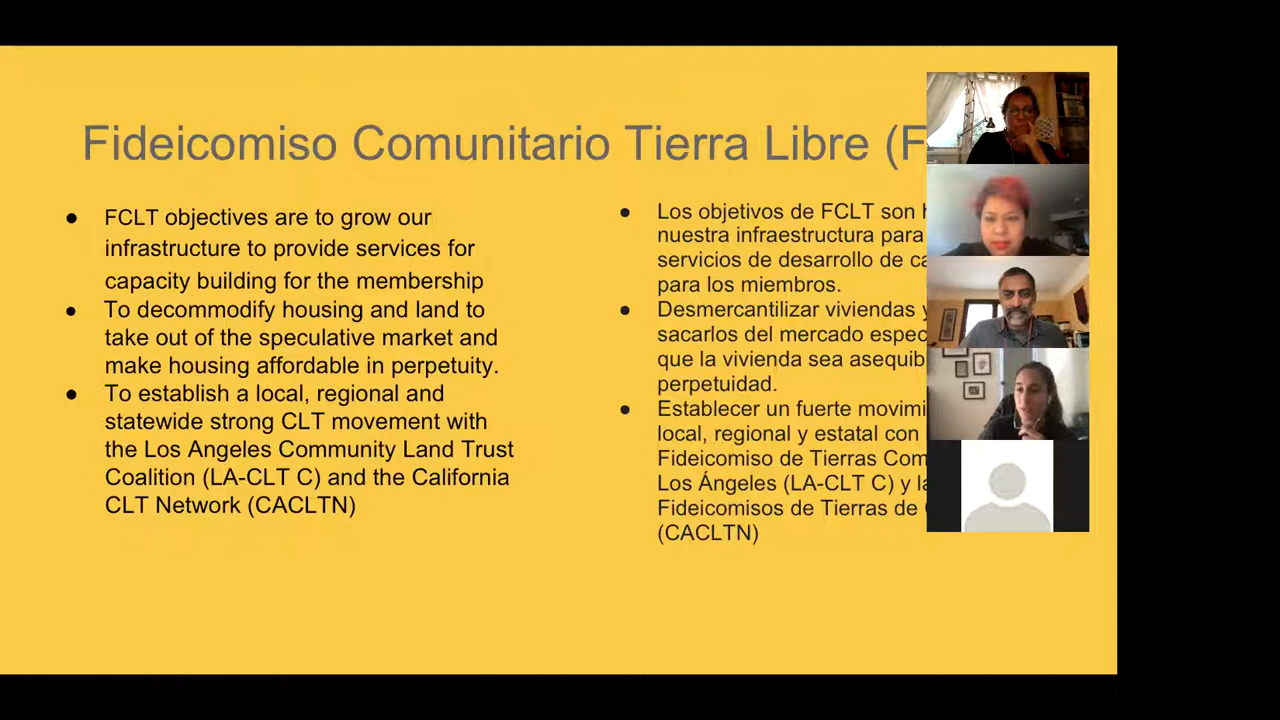 Fideicomiso Comunitario Tierra Libre (F
● FCLT objectives are to grow our
infrastructure to provide services for
capacity building for the membership
● To decommodify housing and land to
take out of the speculative market and
make housing affordable in perpetuity.
● To establish a local, regional and
statewide strong CLT movement with
the Los Angeles Community Land Trust
Coalition (LA-CLT C) and the California
CLT Network (CACLTN)
● Los objetivos de FCLT son
nuestra infraestructura para
servicios de desarrollo de
para los miembros.
● Desmercantilizar viviendas y
sacarlos del mercado espec
que la vivienda sea asequib
perpetuidad.
● Establecer un fuerte movimi
local, regional y estatal con
Fideicomiso de Tierras Com
Los Ángeles (LA-CLT C) y
Fideicomisos de Tierras de
(CACLTN)